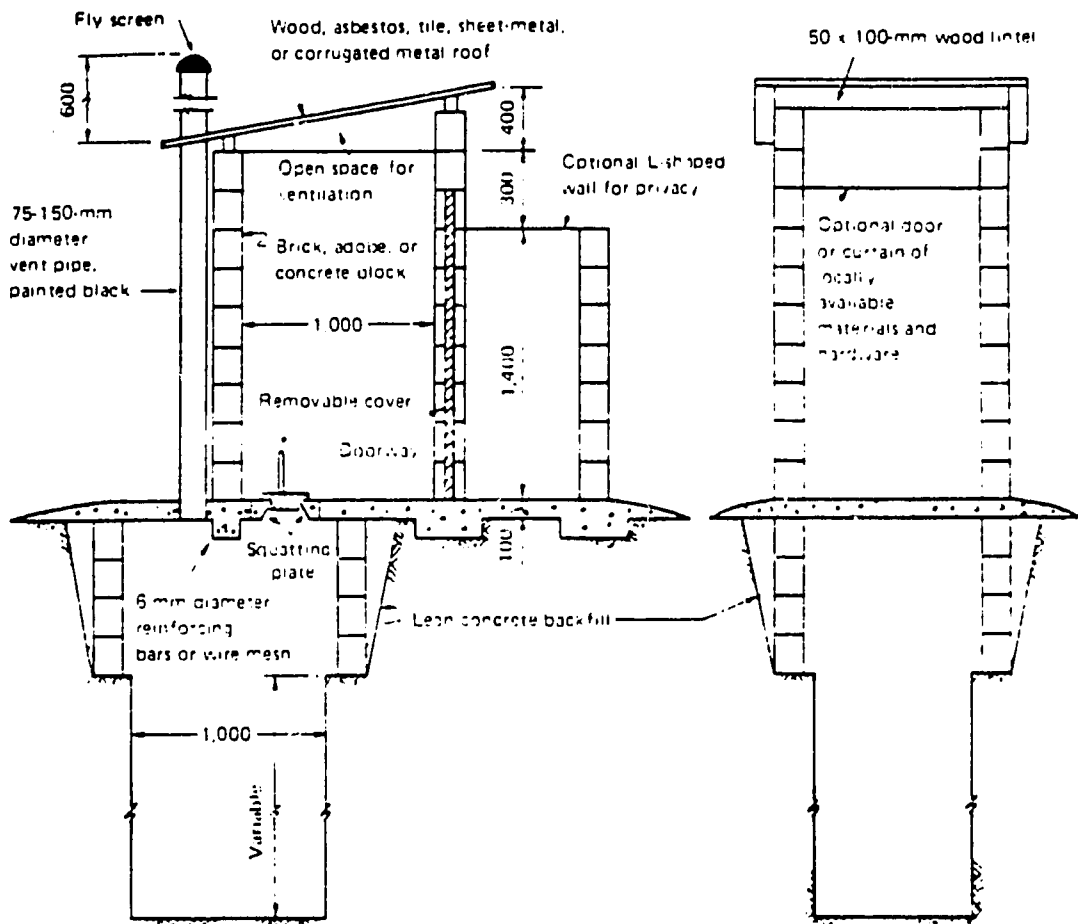 Fly screen
Wood, asbestos, tile, sheet-metal,
or corrugated metal roof
50 x 100-mm wood lintel
600
400
Open space for
ventilation
300
Optional L-shaped
wall for privacy
75-150-mm
diameter
vent pipe,
painted black
Brick, adobe, or
concrete block
Optional door
or curtain of
locally
available
materials and
hardware
1,000
1,400
Removable cover
Doorway
Squatting
plate
100
6 mm diameter
reinforcing
bars or wire mesh
Lean concrete backfill
1,000
Variable